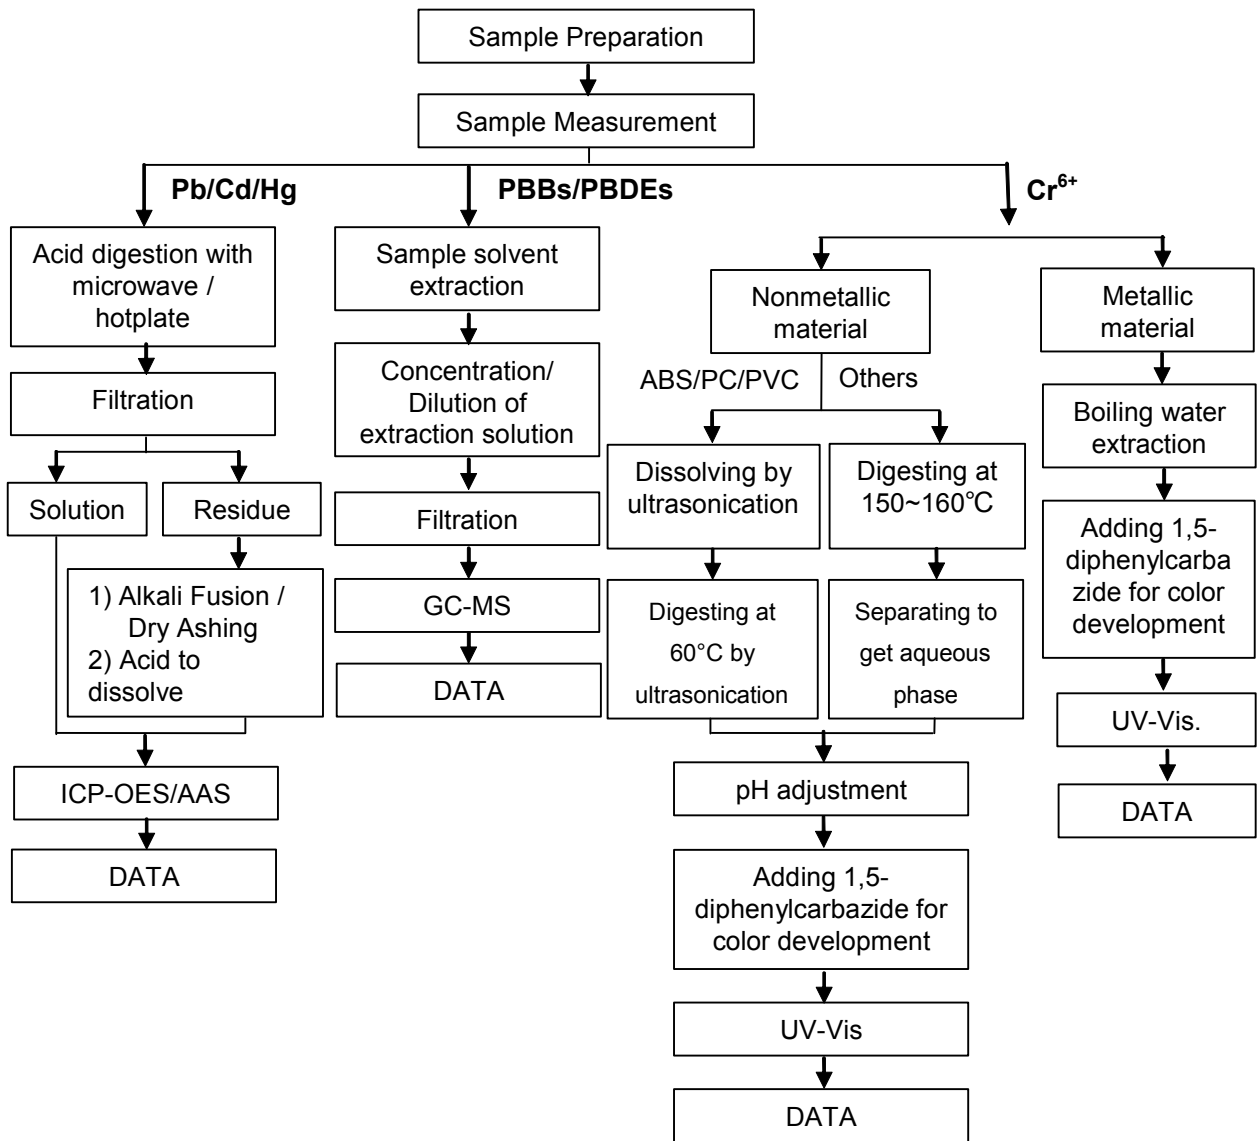 Sample Preparation
Sample Measurement
Pb/Cd/Hg
PBBs/PBDEs
Cr6+
Acid digestion with
microwave /
hotplate
Filtration
Solution
Residue
1) Alkali Fusion /
Dry Ashing
2) Acid to
dissolve
ICP-OES/AAS
DATA
Sample solvent
extraction
Concentration/
Dilution of
extraction solution
Filtration
GC-MS
DATA
Nonmetallic
material
ABS/PC/PVC
Others
Dissolving by
ultrasonication
Digesting at
60°C by
ultrasonication
Digesting at
150~160℃
Separating to
get aqueous
phase
pH adjustment
Adding 1,5-
diphenylcarbazide for
color development
UV-Vis
DATA
Metallic
material
Boiling water
extraction
Adding 1,5-
diphenylcarba
zide for color
development
UV-Vis.
DATA